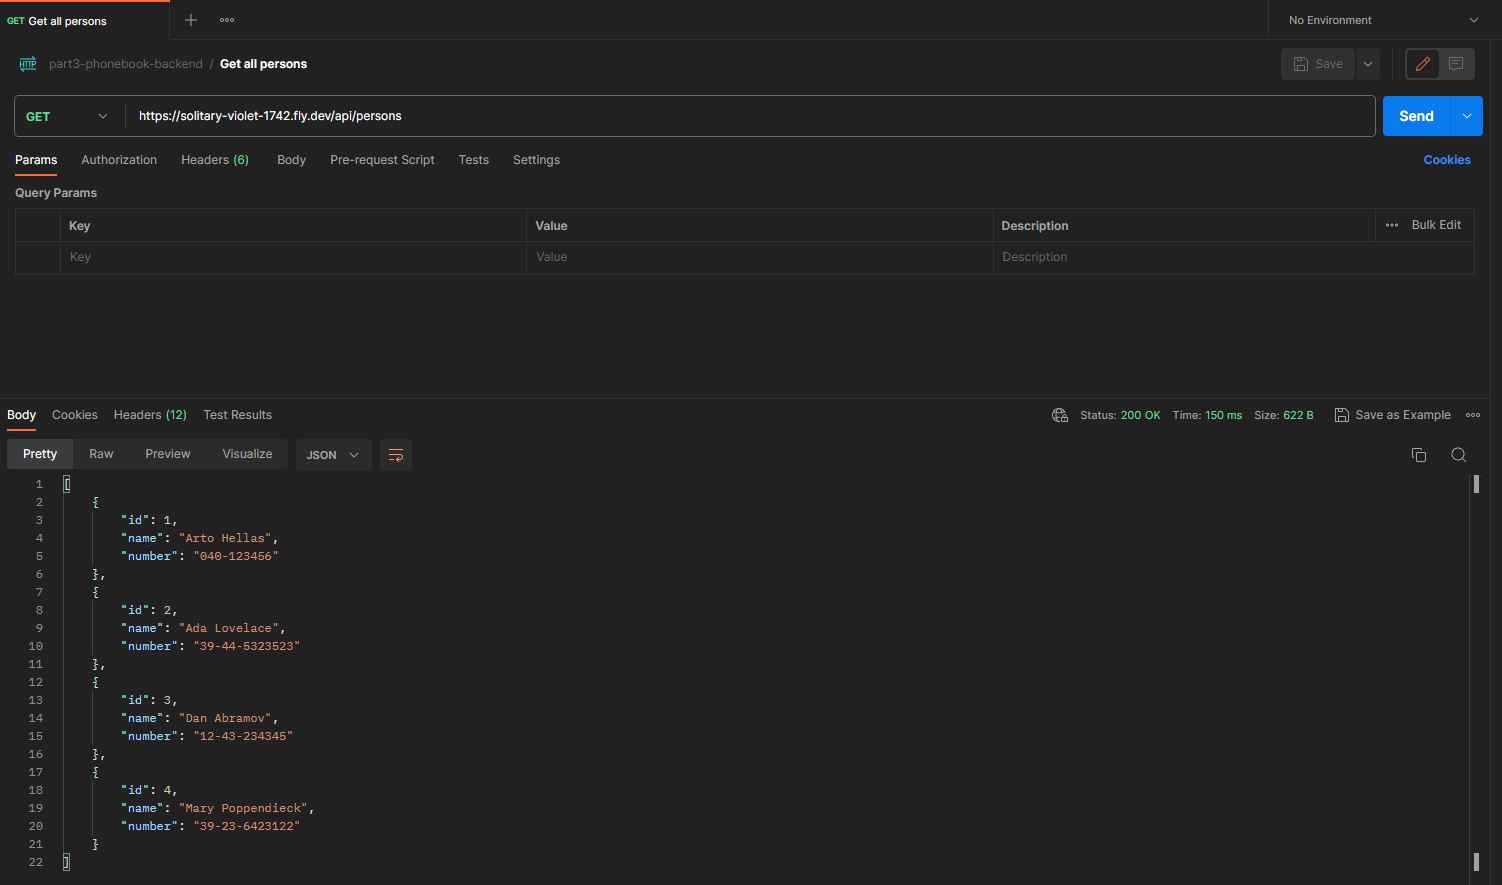 GET Get all persons
No Environment
HTTP part3-phonebook-backend / Get all persons
Save
GET https://solitary-violet-1742.fly.dev/api/persons
Send
Params Authorization Headers (6) Body Pre-request Script Tests Settings Cookies
Query Params
Key Value Description Bulk Edit
Key Value Description
Body Cookies Headers (12) Test Results Status: 200 OK Time: 150 ms Size: 622 B Save as Example
Pretty Raw Preview Visualize JSON
1 [
2 {
3 "id": 1,
4 "name": "Arto Hellas",
5 "number": "040-123456"
6 },
7 {
8 "id": 2,
9 "name": "Ada Lovelace",
10 "number": "39-44-5323523"
11 },
12 {
13 "id": 3,
14 "name": "Dan Abramov",
15 "number": "12-43-234345"
16 },
17 {
18 "id": 4,
19 "name": "Mary Poppendieck",
20 "number": "39-23-6423122"
21 }
22 ]